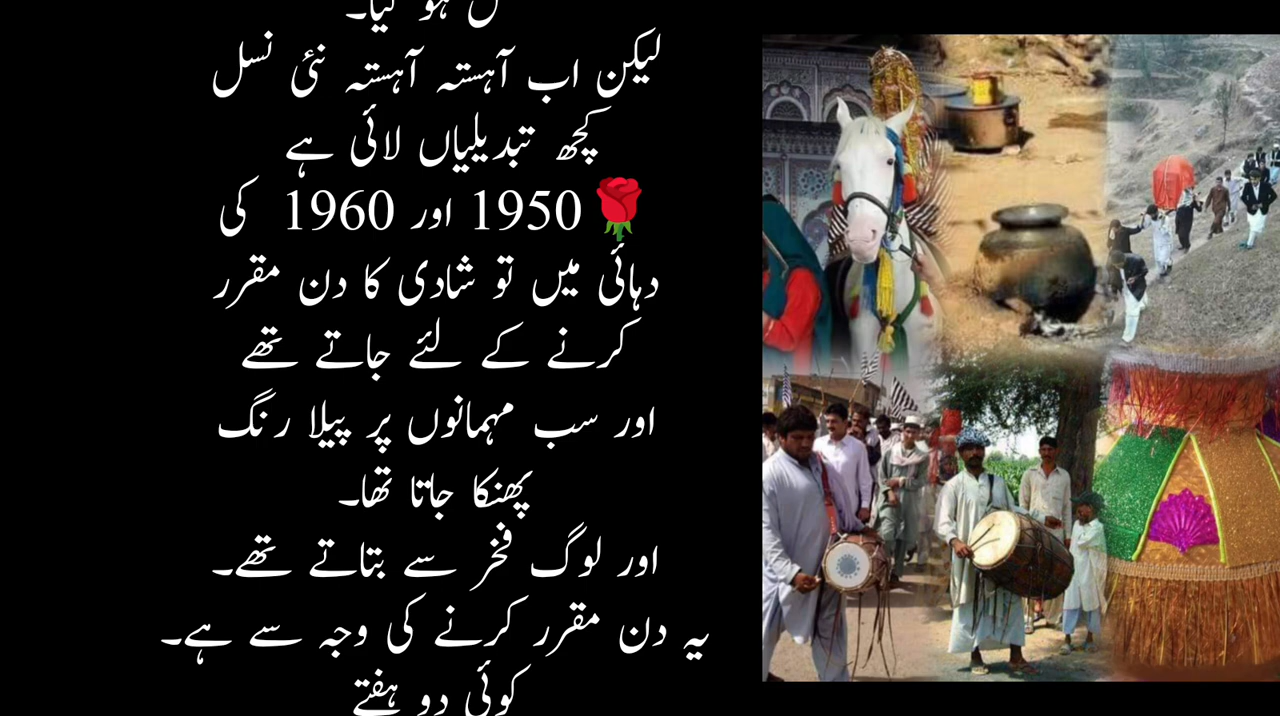 ہو گیا۔
لیکن اب آہستہ آہستہ نئی نسل
کچھ تبدیلیاں لائی ہے
🌹1950 اور 1960 کی
دہائی میں تو شادی کا دن مقرر
کرنے کے لئے جاتے تھے
اور سب مہمانوں پر پیلا رنگ
پھنکا جاتا تھا۔
اور لوگ فخر سے بتاتے تھے۔
یہ دن مقرر کرنے کی وجہ سے ہے۔
کوئی دو ہفتے